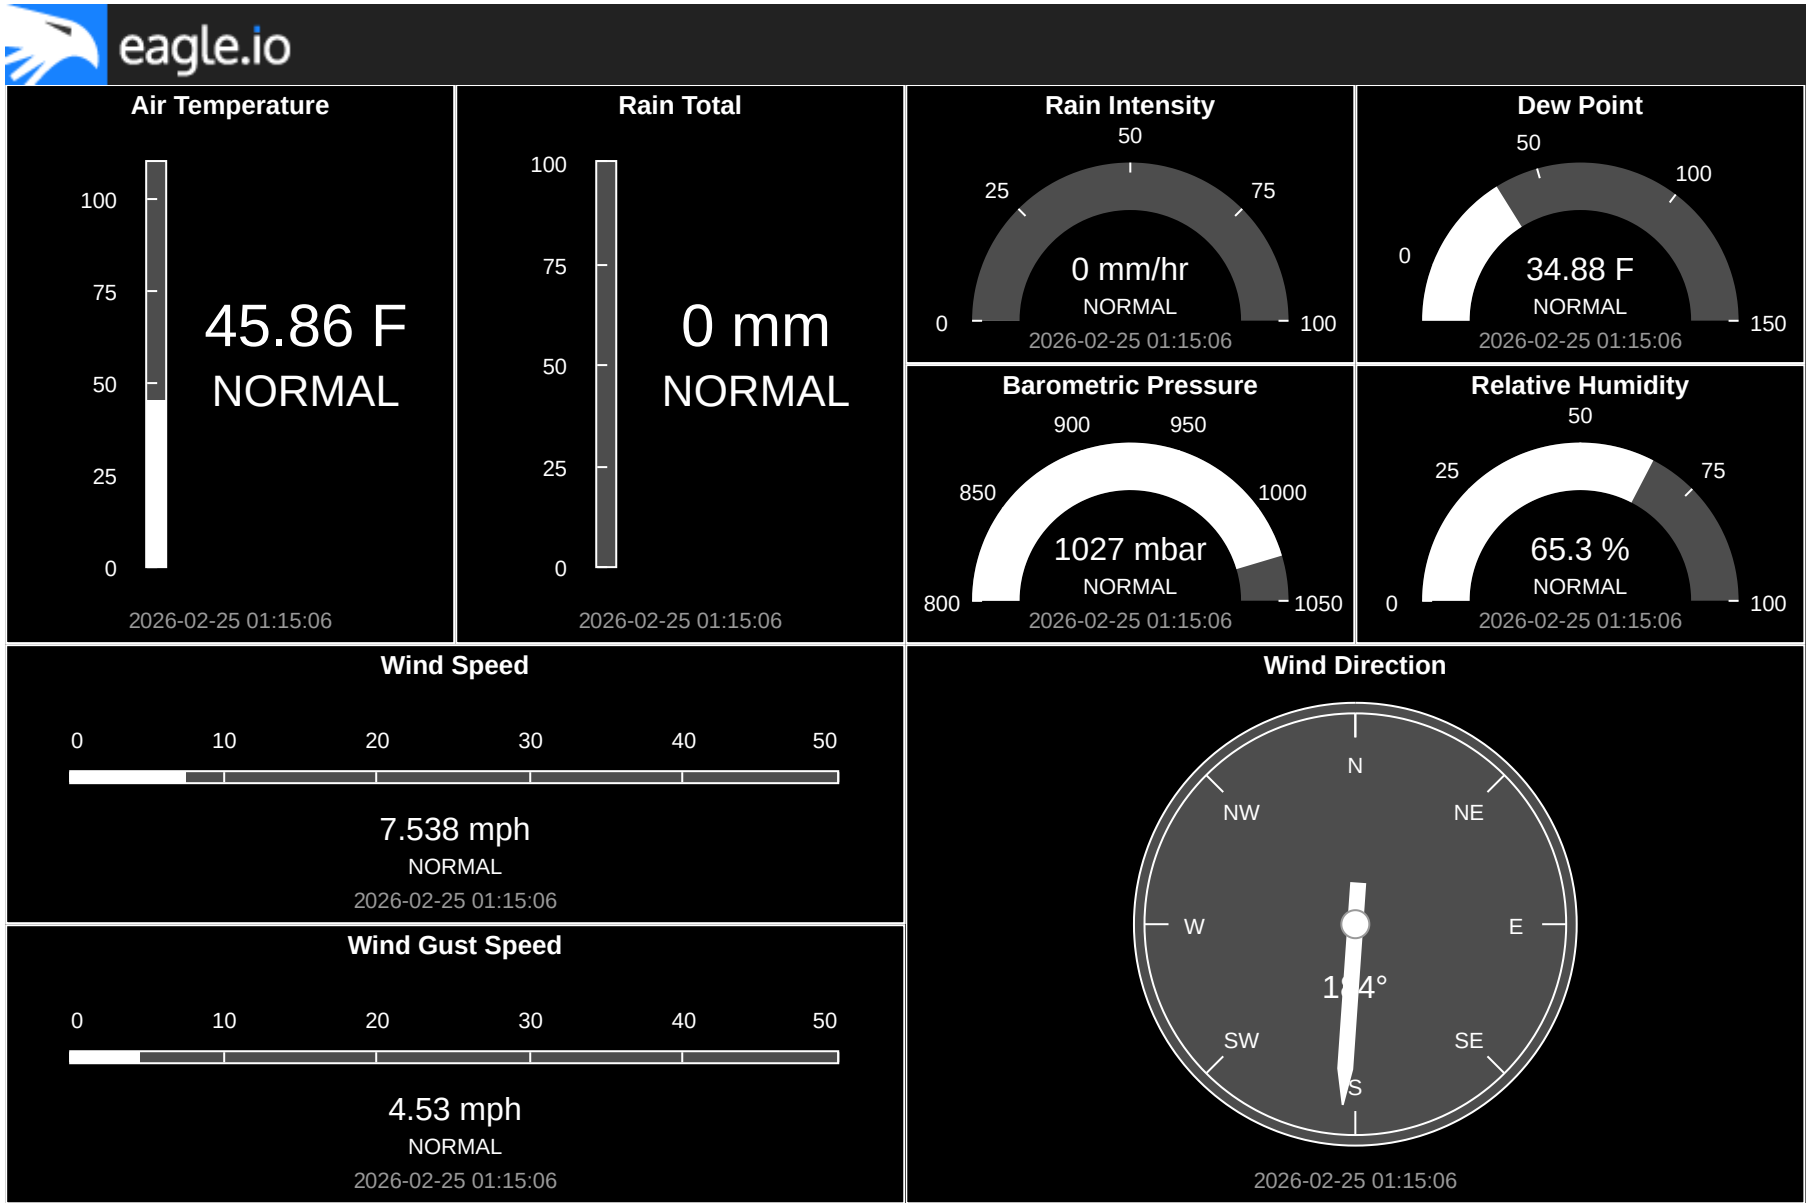 eagle.io
Air Temperature
100
75
50
25
0
45.86 F
NORMAL
2026-02-25 01:15:06
Rain Total
100
75
50
25
0
0 mm
NORMAL
2026-02-25 01:15:06
Rain Intensity
0
25
50
75
100
0 mm/hr
NORMAL
2026-02-25 01:15:06
Dew Point
0
50
100
150
34.88 F
NORMAL
2026-02-25 01:15:06
Barometric Pressure
800
850
900
950
1000
1050
1027 mbar
NORMAL
2026-02-25 01:15:06
Relative Humidity
0
25
50
75
100
65.3 %
NORMAL
2026-02-25 01:15:06
Wind Speed
0 10 20 30 40 50
7.538 mph
NORMAL
2026-02-25 01:15:06
Wind Gust Speed
0 10 20 30 40 50
4.53 mph
NORMAL
2026-02-25 01:15:06
Wind Direction
N
NW NE
W E
184°
SW SE
S
2026-02-25 01:15:06